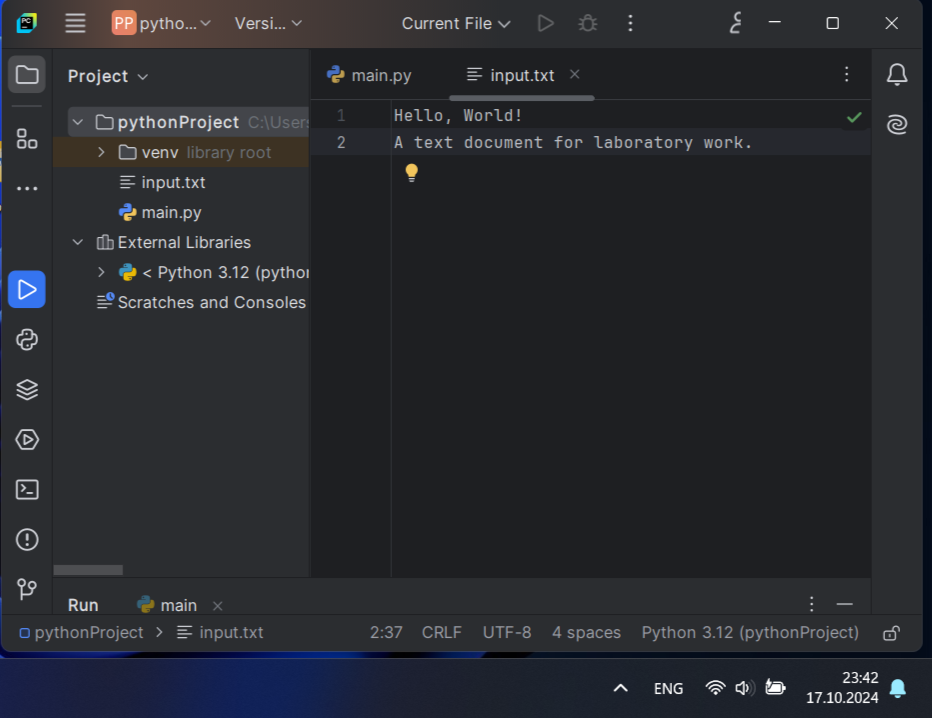 PC
PP pytho... Versi... Current File
Project
main.py
input.txt
pythonProject C:\Users
venv library root
input.txt
main.py
External Libraries
< Python 3.12 (python
Scratches and Consoles
1 Hello, World!
2 A text document for laboratory work.
Run main
pythonProject > input.txt 2:37 CRLF UTF-8 4 spaces Python 3.12 (pythonProject)
ENG
23:42
17.10.2024